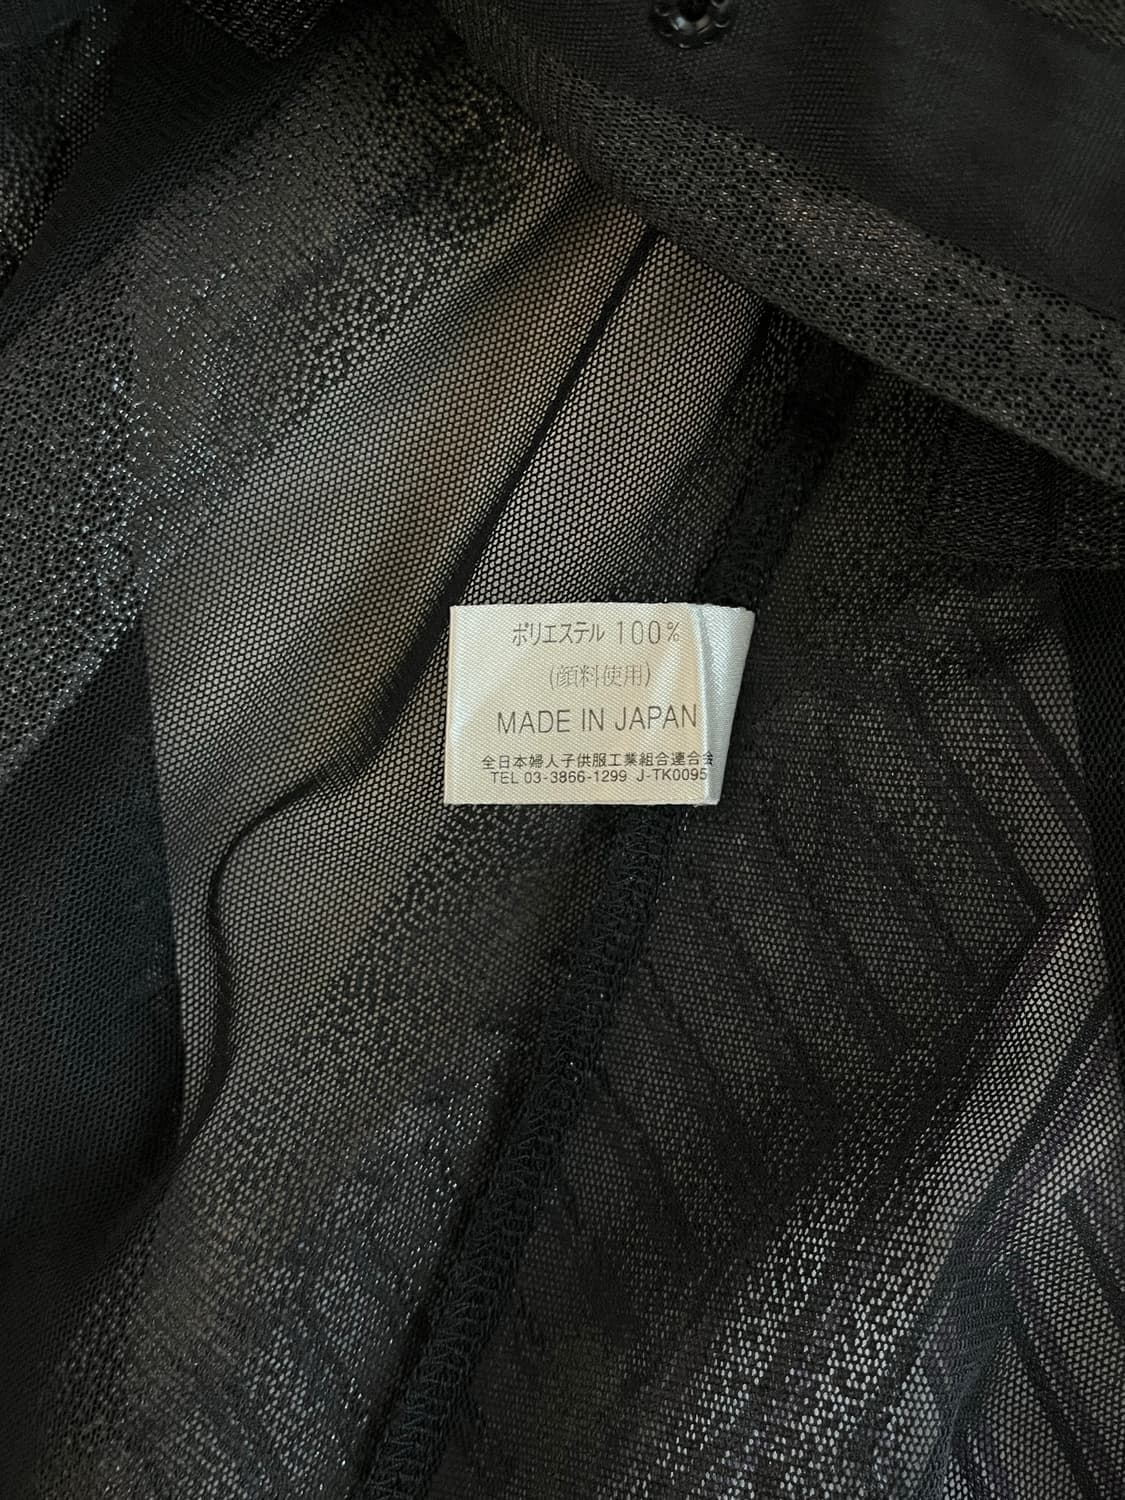 ポリエステル 100%
(顔料使用)
MADE IN JAPAN
全日本婦人子供服工業組合連合会
TEL 03-3866-1299 J-TK0095